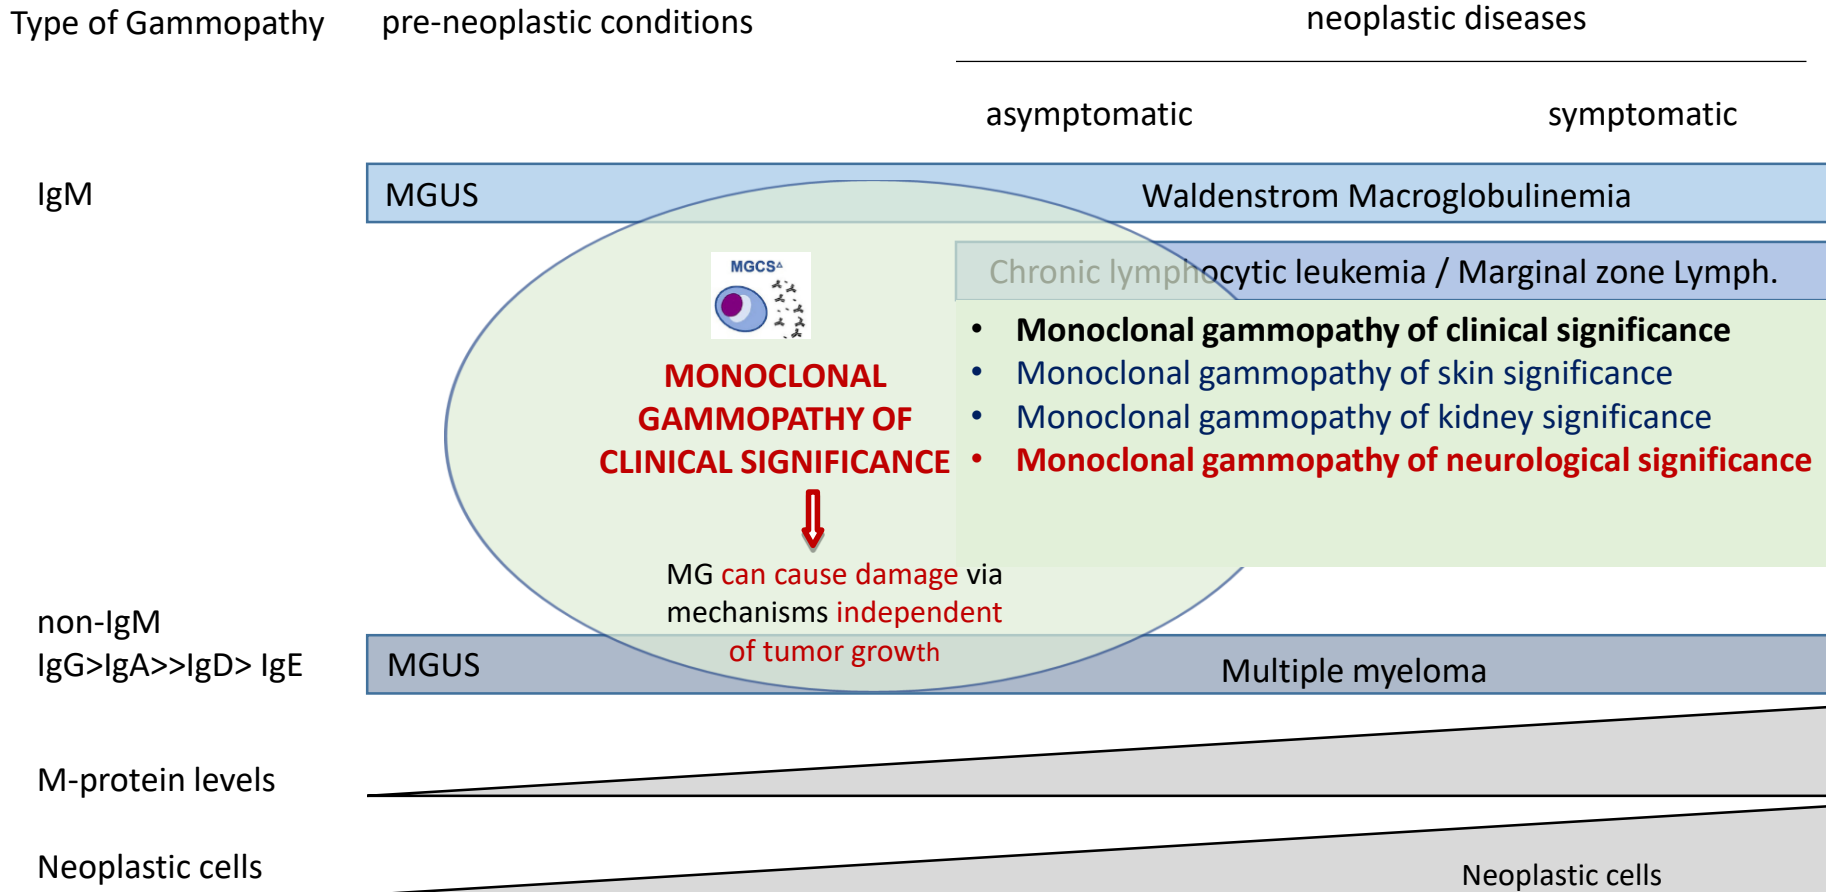 Type of Gammopathy
pre-neoplastic conditions
neoplastic diseases
asymptomatic
symptomatic
IgM
MGUS
Waldenstrom Macroglobulinemia
Chronic lymphocytic leukemia / Marginal zone Lymph.
MGCSΔ
MONOCLONAL
GAMMOPATHY OF
CLINICAL SIGNIFICANCE
• Monoclonal gammopathy of clinical significance
• Monoclonal gammopathy of skin significance
• Monoclonal gammopathy of kidney significance
• Monoclonal gammopathy of neurological significance
MG can cause damage via
mechanisms independent
of tumor growth
non-IgM
IgG>IgA>>IgD> IgE
MGUS
Multiple myeloma
M-protein levels
Neoplastic cells
Neoplastic cells